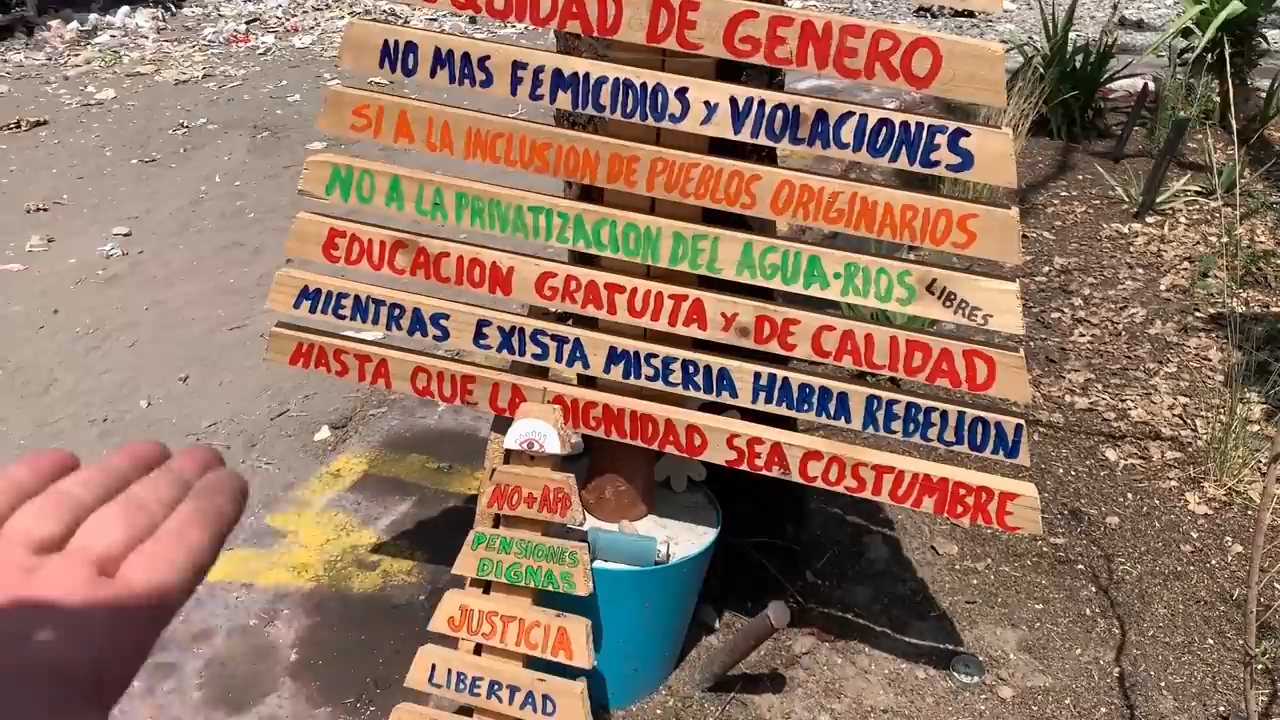 EQUIDAD DE GENERO
NO MAS FEMICIDIOS y VIOLACIONES
SI A LA INCLUSION DE PUEBLOS ORIGINARIOS
NO A LA PRIVATIZACION DEL AGUA-RIOS LIBRES
EDUCACION GRATUITA y DE CALIDAD
MIENTRAS EXISTA MISERIA HABRA REBELION
HASTA QUE LA DIGNIDAD SEA COSTUMBRE
NO+AFP
PENSIONES
DIGNAS
JUSTICIA
LIBERTAD